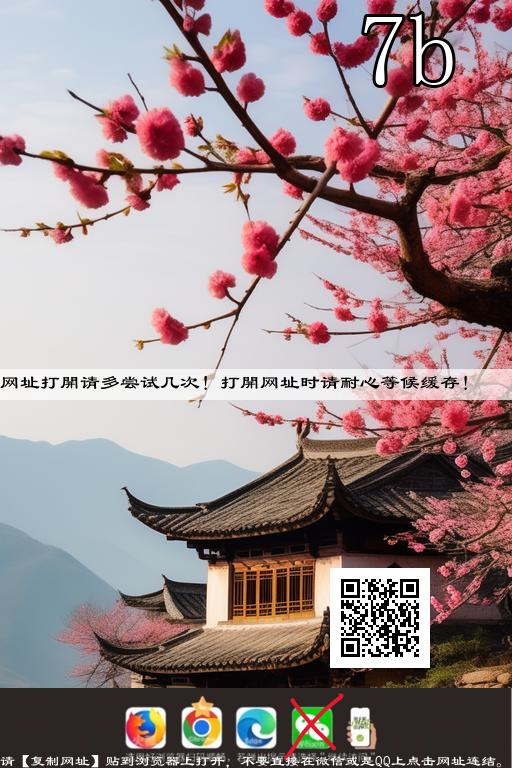 7b
网址打開请多尝试几次！打開网址时请耐心等候缓存！
请【复制网址】贴到浏览器上打开，不要直接在微信或是QQ上点击网址连结。